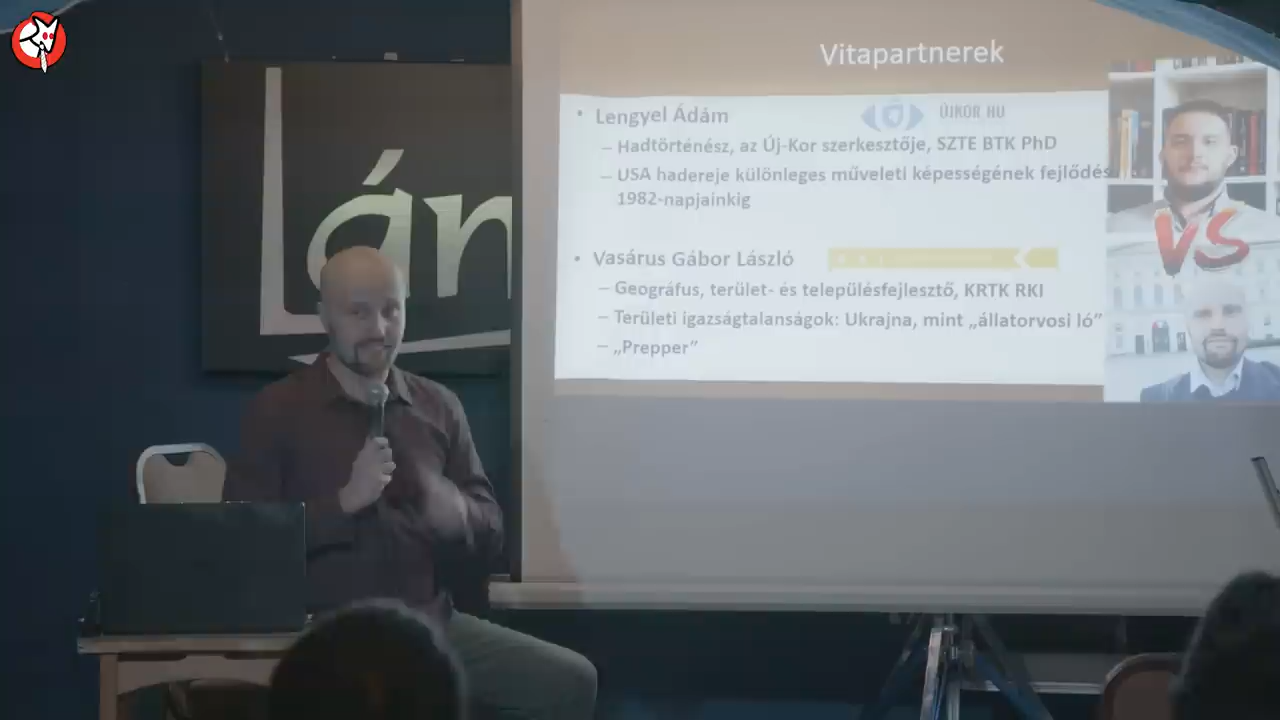 Lán
Vitapartnerek
• Lengyel Ádám
ÚJKOR HU
– Hadtörténész, az Új-Kor szerkesztője, SZTE BTK PhD
– USA hadereje különleges műveleti képességének fejlődés
1982-napjainkig
VS
• Vasárus Gábor László
– Geográfus, terület- és településfejlesztő, KRTK RKI
– Területi igazságtalanságok: Ukrajna, mint „állatorvosi ló”
– „Prepper”